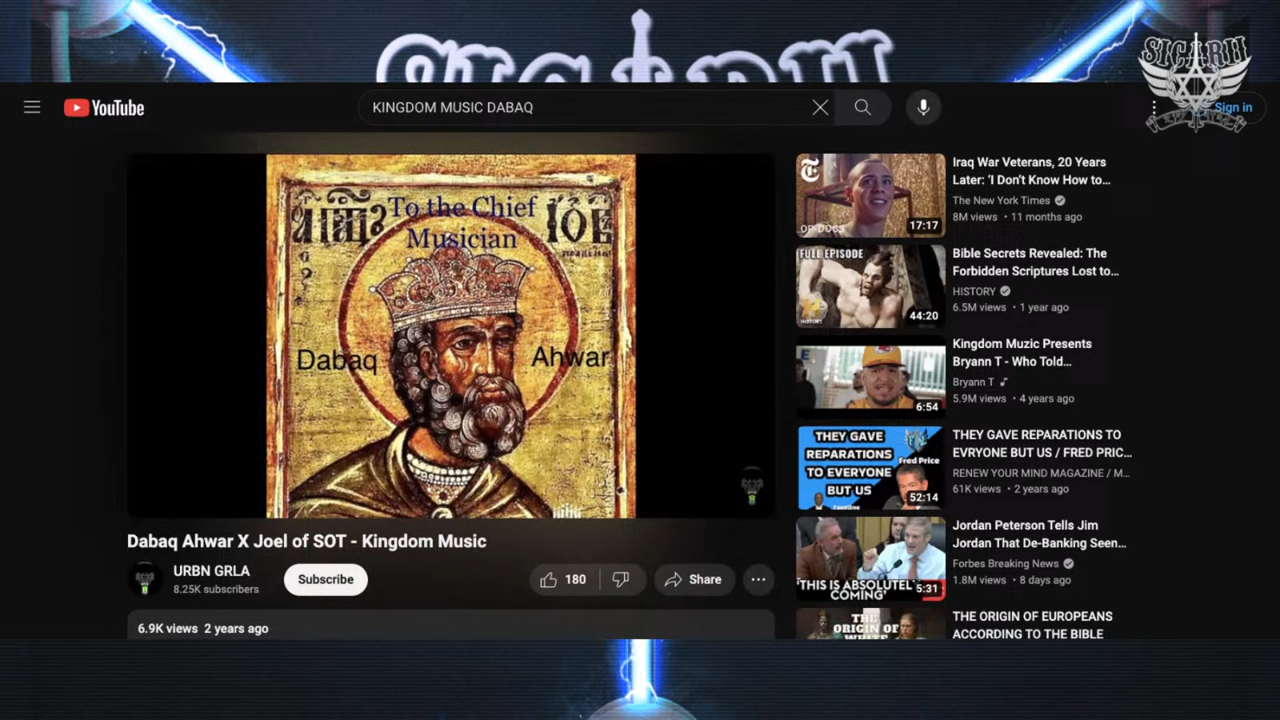 SICARII
YouTube
KINGDOM MUSIC DABAQ
Sign in
To the Chief
Musician
Dabaq
Ahwar
Dabaq Ahwar X Joel of SOT - Kingdom Music
URBN GRLA
8.25K subscribers
Subscribe
180
Share
6.9K views 2 years ago
OP-DOCS
17:17
Iraq War Veterans, 20 Years
Later: 'I Don't Know How to...
The New York Times
8M views • 11 months ago
FULL EPISODE
HISTORY
44:20
Bible Secrets Revealed: The
Forbidden Scriptures Lost to...
HISTORY
6.5M views • 1 year ago
6:54
Kingdom Muzic Presents
Bryann T - Who Told...
Bryann T
5.9M views • 4 years ago
THEY GAVE
REPARATIONS
TO EVERYONE
BUT US
Fred Price
52:14
THEY GAVE REPARATIONS TO
EVRYONE BUT US / FRED PRIC...
RENEW YOUR MIND MAGAZINE / M...
61K views • 2 years ago
"THIS IS ABSOLUTELY
COMING"
5:31
Jordan Peterson Tells Jim
Jordan That De-Banking Seen...
Forbes Breaking News
1.8M views • 8 days ago
THE
ORIGIN OF
THE ORIGIN OF EUROPEANS
ACCORDING TO THE BIBLE